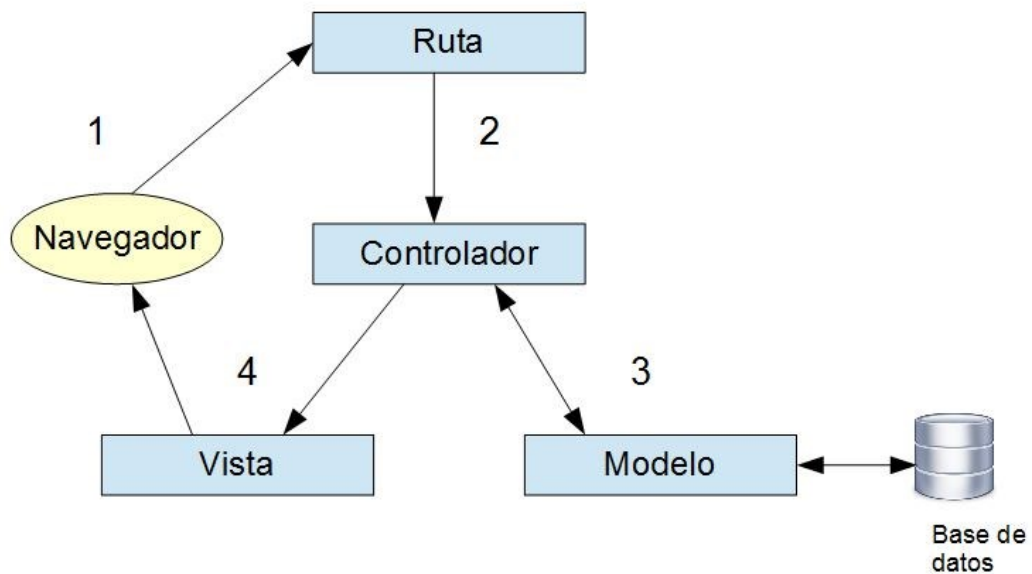 Ruta
1
2
Navegador
Controlador
4
3
Vista
Modelo
Base de
datos